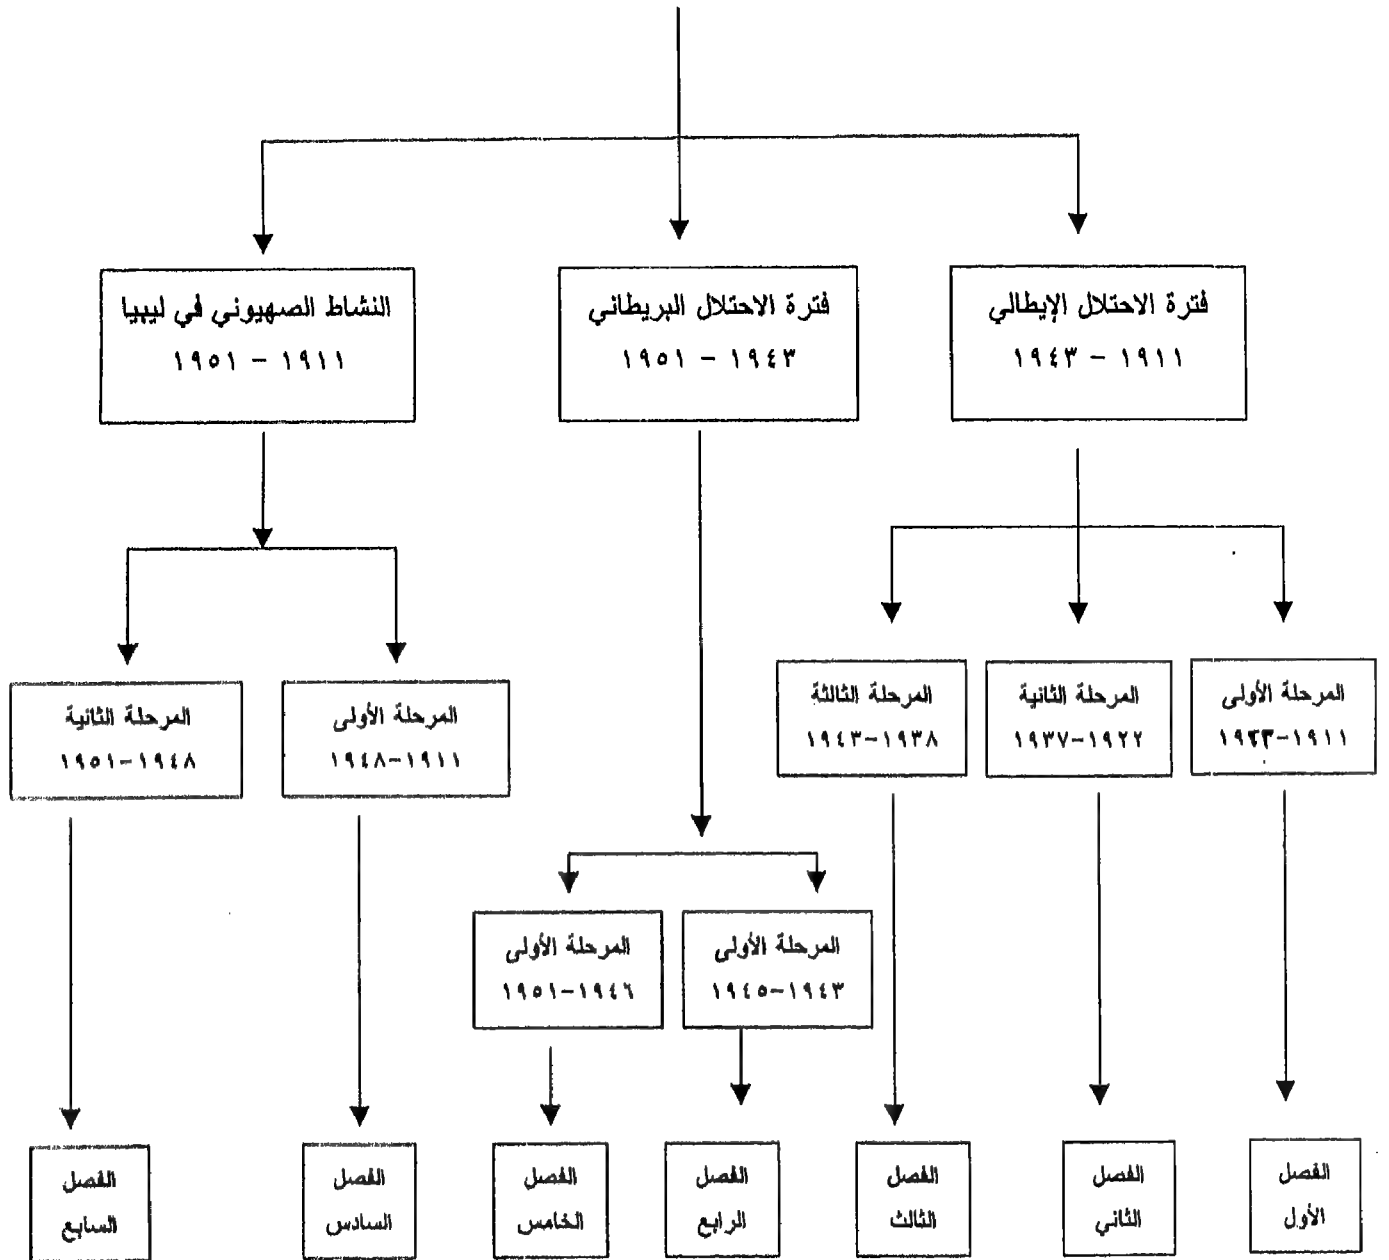 فترة الاحتلال الإيطالي
١٩١١ - ١٩٤٣
فترة الاحتلال البريطاني
١٩٤٣ - ١٩٥١
النشاط الصهيوني في ليبيا
١٩١١ - ١٩٥١
المرحلة الأولى
المرحلة الثانية
١٩٢٢-١٩٣٧
المرحلة الثالثة
١٩٣٨-١٩٤٣
المرحلة الأولى
١٩١١-١٩٤٨
المرحلة الثانية
١٩٤٨-١٩٥١
المرحلة الأولى
١٩٤٣-١٩٤٥
المرحلة الأولى
١٩٤٦-١٩٥١
الفصل
الأول
الفصل
الثاني
الفصل
الثالث
الفصل
الرابع
الفصل
الخامس
الفصل
السادس
الفصل
السابع